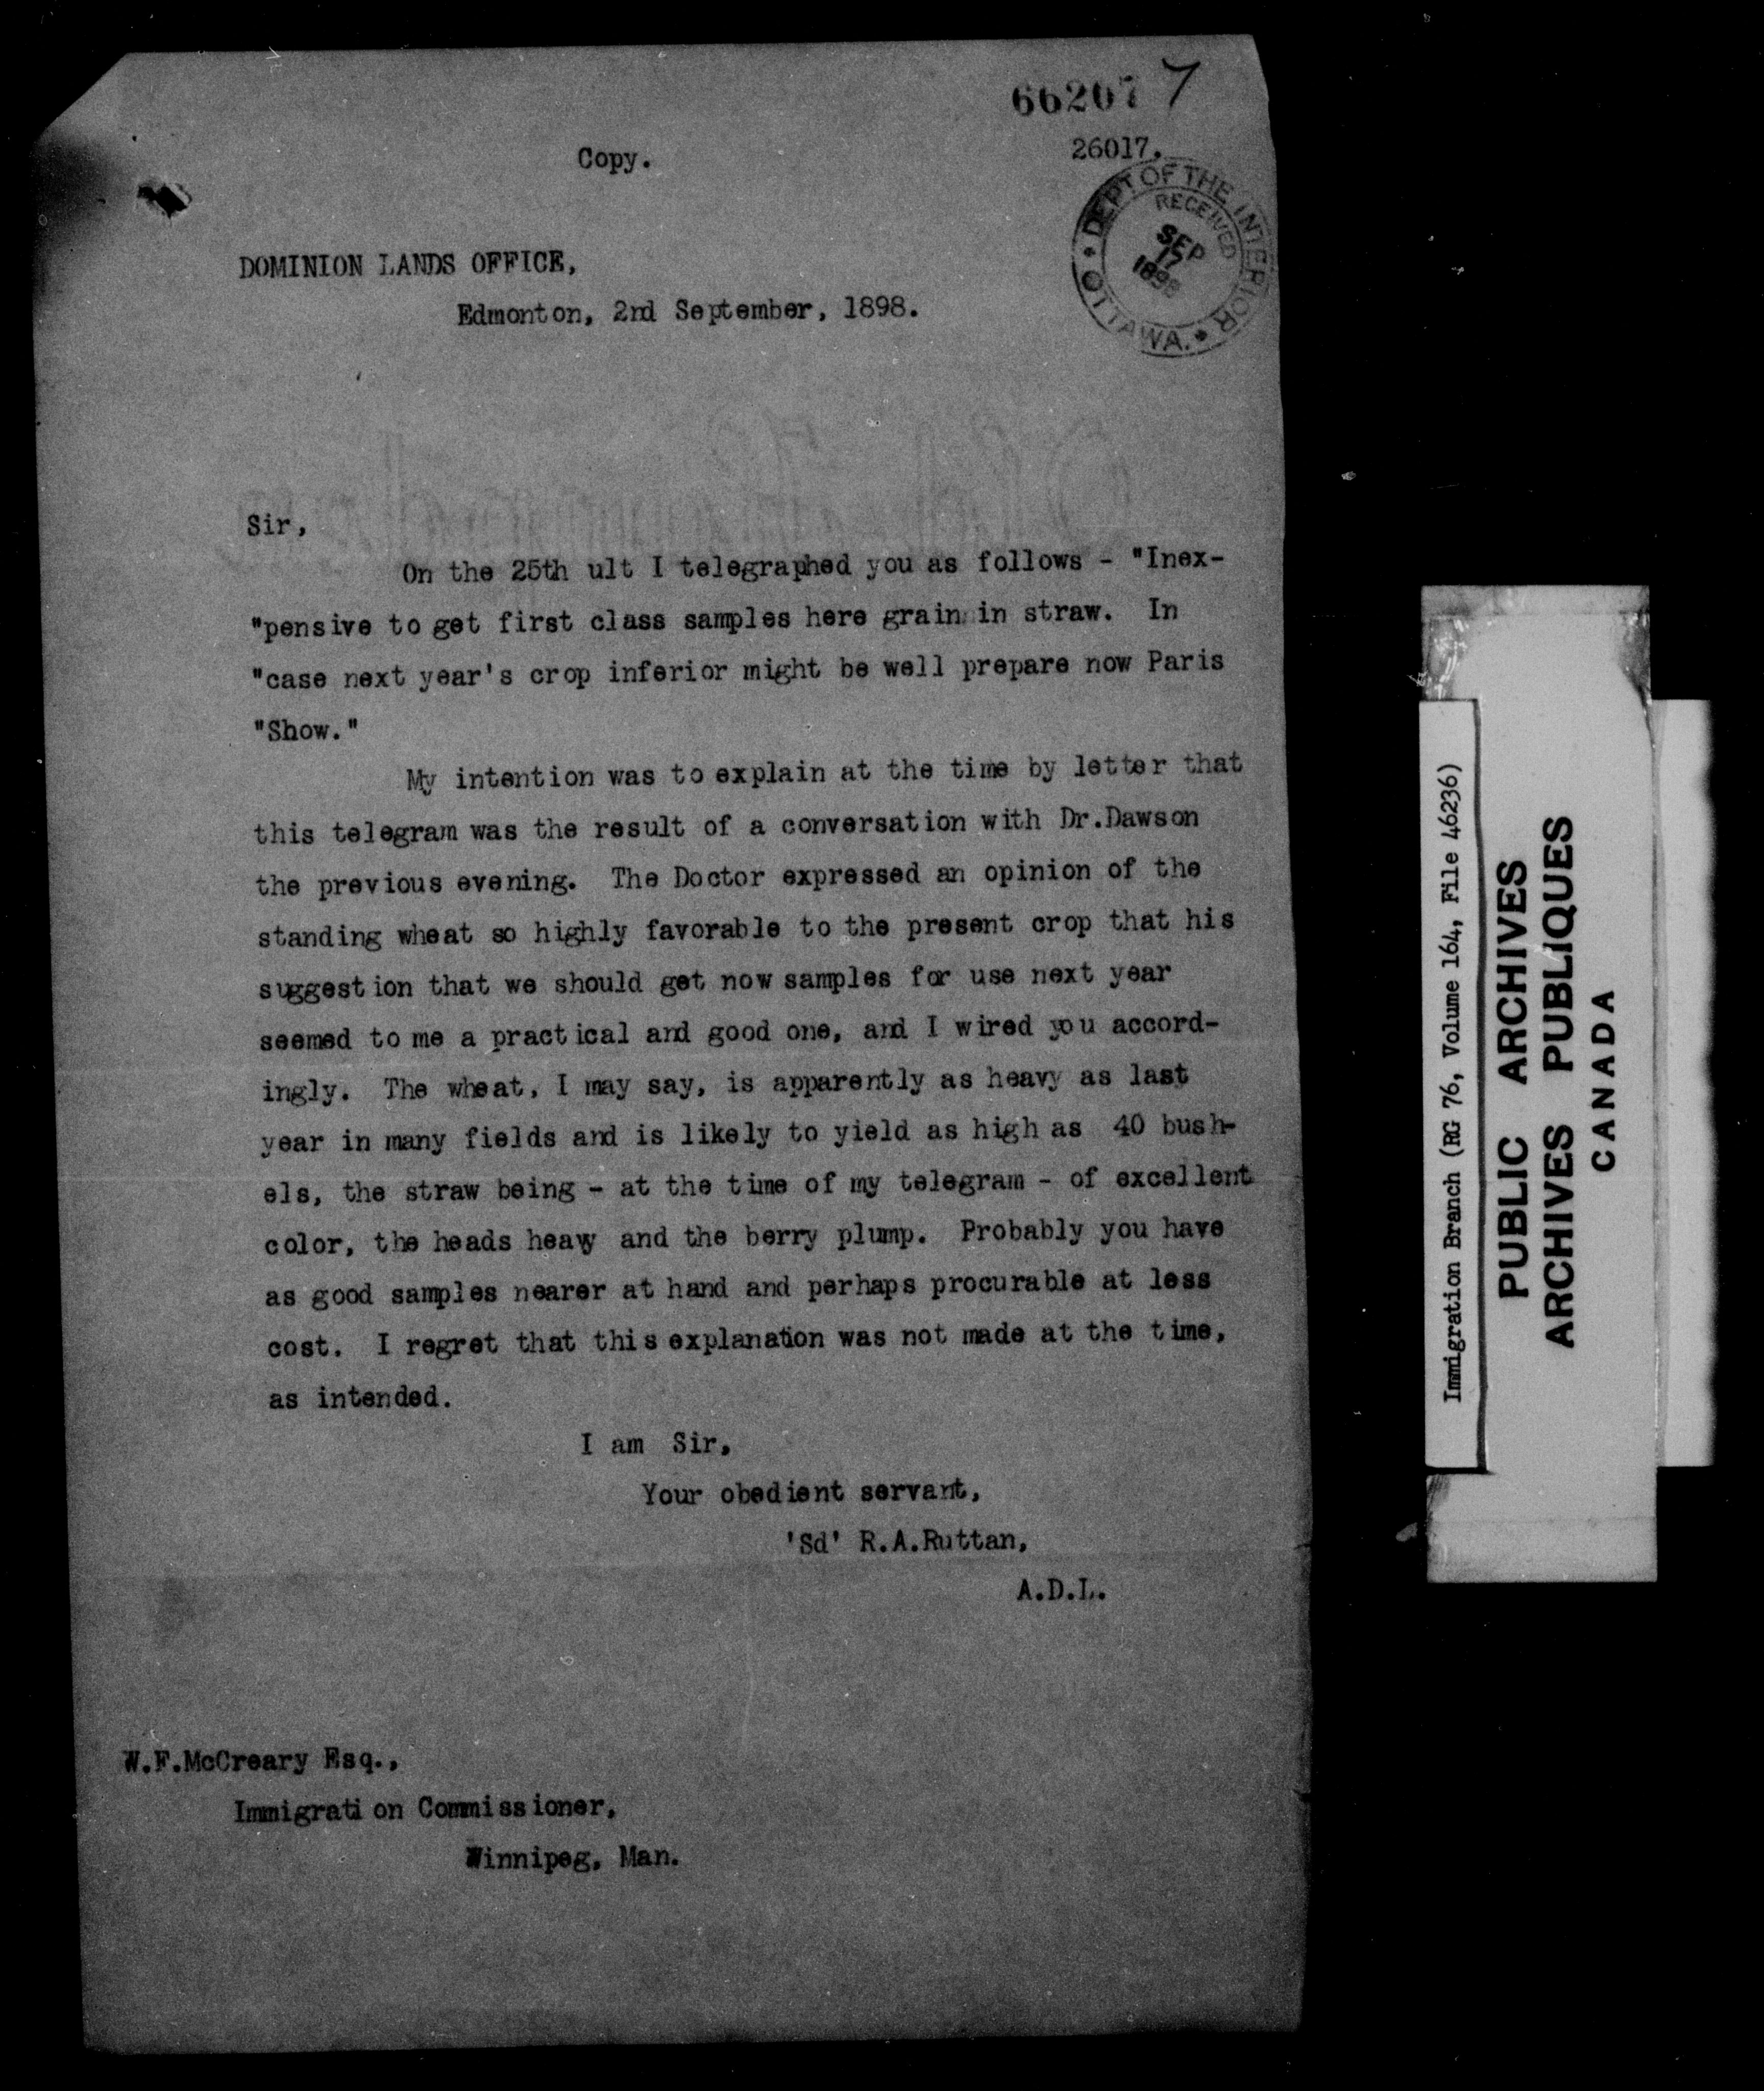 66207 7
26017.
Copy.
DEPT OF THE INTERIOR
RECEIVED
SEP
17
1898
OTTAWA.
DOMINION LANDS OFFICE,
Edmonton, 2nd September, 1898.
Sir,
On the 25th ult I telegraphed you as follows - "Inex-
"pensive to get first class samples here grain in straw. In
"case next year's crop inferior might be well prepare now Paris
"Show."
My intention was to explain at the time by letter that
this telegram was the result of a conversation with Dr.Dawson
the previous evening. The Doctor expressed an opinion of the
standing wheat so highly favorable to the present crop that his
suggestion that we should get now samples for use next year
seemed to me a practical and good one, and I wired you accord-
ingly. The wheat, I may say, is apparently as heavy as last
year in many fields and is likely to yield as high as 40 bush-
els, the straw being - at the time of my telegram - of excellent
color, the heads heavy and the berry plump. Probably you have
as good samples nearer at hand and perhaps procurable at less
cost. I regret that this explanation was not made at the time,
as intended.
I am Sir,
Your obedient servant,
'Sd' R.A.Ruttan,
A.D.L.
W.F.McCreary Esq.,
Immigration Commissioner,
Winnipeg, Man.
Immigration Branch (RG 76, Volume 164, File 46236)
PUBLIC ARCHIVES
ARCHIVES PUBLIQUES
CANADA